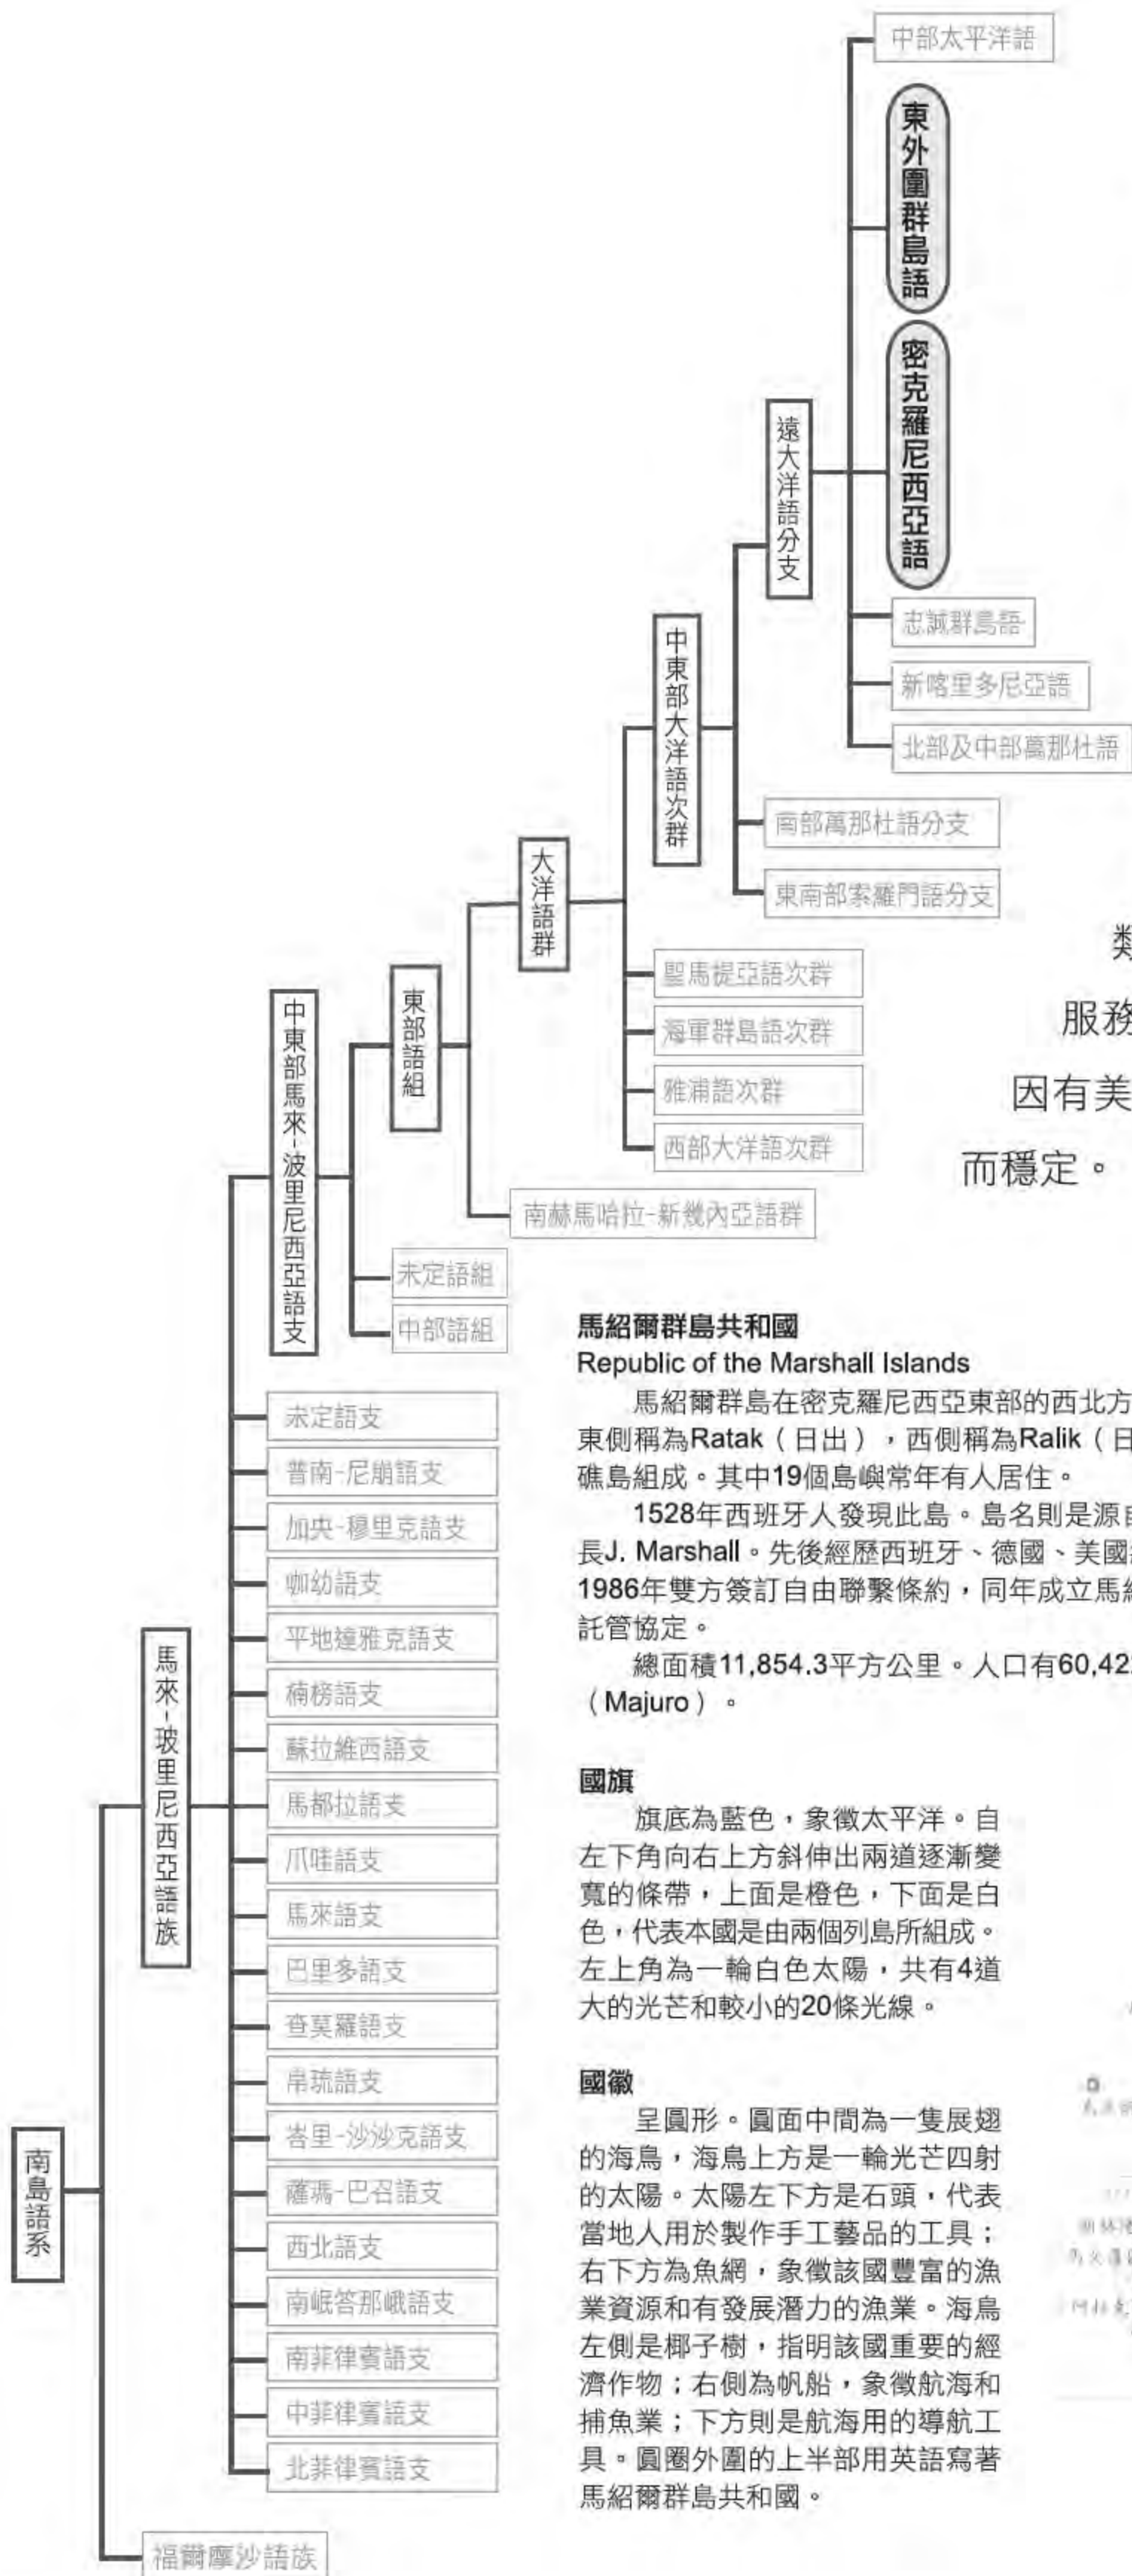 中部太平洋語
東外圍群島語
密克羅尼西亞語
遠大洋語分支
忠誠群島語
新喀里多尼亞語
北部及中部萬那杜語
中東部大洋語次群
南部萬那杜語分支
東南部索羅門語分支
大洋語群
聖馬提亞語次群
海軍群島語次群
雅浦語次群
西部大洋語次群
東部語組
南赫馬哈拉-新幾內亞語群
中東部馬來-波里尼西亞語支
未定語組
中部語組
未定語支
普南-尼崩語支
加央-穆里克語支
咖幼語支
平地達雅克語支
楠榜語支
蘇拉維西語支
馬都拉語支
爪哇語支
馬來語支
巴里多語支
查莫羅語支
帛琉語支
峇里-沙沙克語支
薩瑪-巴召語支
西北語支
南岷答那峨語支
南菲律賓語支
中菲律賓語支
北菲律賓語支
馬來-玻里尼西亞語族
南島語系
福爾摩沙語族
類
服務
因有美
而穩定。
馬紹爾群島共和國
Republic of the Marshall Islands
馬紹爾群島在密克羅尼西亞東部的西北方
東側稱為Ratak（日出），西側稱為Ralik（日
礁島組成。其中19個島嶼常年有人居住。
1528年西班牙人發現此島。島名則是源自
長J. Marshall。先後經歷西班牙、德國、美國
1986年雙方簽訂自由聯繫條約，同年成立馬紹
託管協定。
總面積11,854.3平方公里。人口有60,42
（Majuro）。
國旗
旗底為藍色，象徵太平洋。自
左下角向右上方斜伸出兩道逐漸變
寬的條帶，上面是橙色，下面是白
色，代表本國是由兩個列島所組成。
左上角為一輪白色太陽，共有4道
大的光芒和較小的20條光線。
國徽
呈圓形。圓面中間為一隻展翅
的海鳥，海鳥上方是一輪光芒四射
的太陽。太陽左下方是石頭，代表
當地人用於製作手工藝品的工具；
右下方為魚網，象徵該國豐富的漁
業資源和有發展潛力的漁業。海鳥
左側是椰子樹，指明該國重要的經
濟作物；右側為帆船，象徵航海和
捕魚業；下方則是航海用的導航工
具。圓圈外圍的上半部用英語寫著
馬紹爾群島共和國。